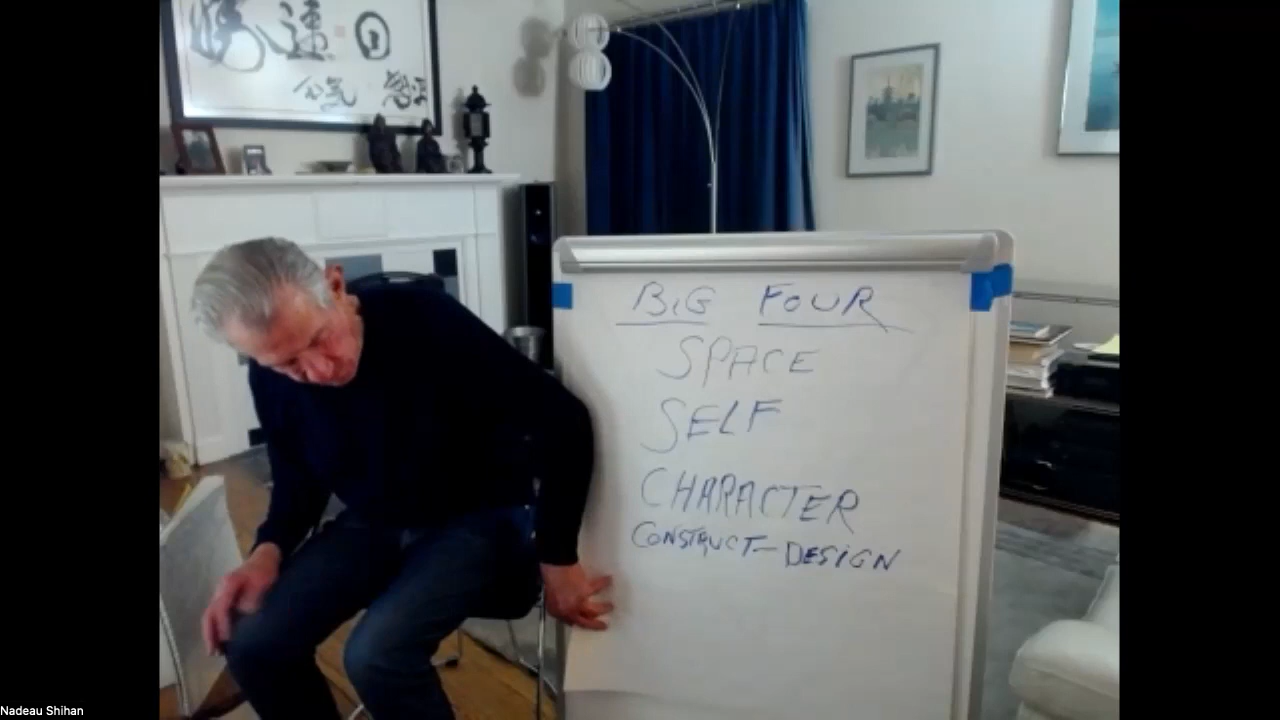 BIG FOUR
SPACE
SELF
CHARACTER
CONSTRUCT-DESIGN
Nadeau Shihan